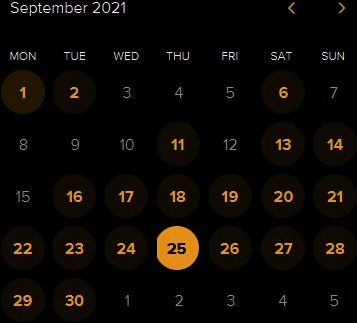 September 2021
MON TUE WED THU FRI SAT SUN
1 2 3 4 5 6 7
8 9 10 11 12 13 14
15 16 17 18 19 20 21
22 23 24 25 26 27 28
29 30 1 2 3 4 5